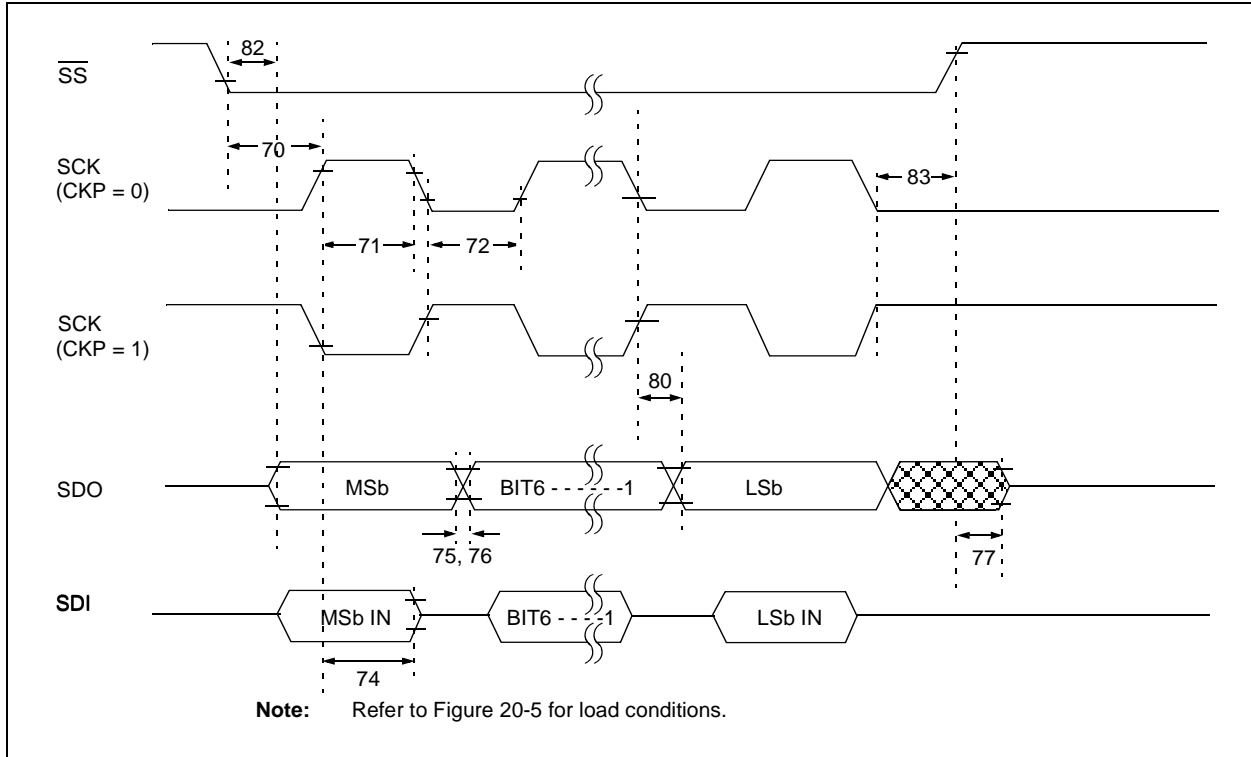 82
SS
70
SCK
(CKP = 0)
83
71
72
SCK
(CKP = 1)
80
SDO
MSb
BIT6 - - - - - -1
LSb
75, 76
77
SDI
MSb IN
BIT6 - - - -1
LSb IN
74
Note: Refer to Figure 20-5 for load conditions.